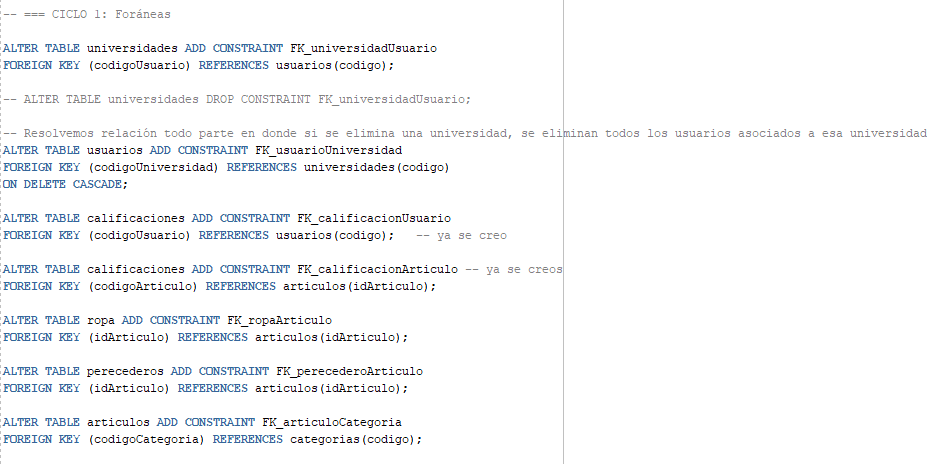 -- === CICLO 1: Foráneas
ALTER TABLE universidades ADD CONSTRAINT FK_universidadUsuario
FOREIGN KEY (codigoUsuario) REFERENCES usuarios(codigo);
-- ALTER TABLE universidades DROP CONSTRAINT FK_universidadUsuario;
-- Resolvemos relación todo parte en donde si se elimina una universidad, se eliminan todos los usuarios asociados a esa universidad
ALTER TABLE usuarios ADD CONSTRAINT FK_usuarioUniversidad
FOREIGN KEY (codigoUniversidad) REFERENCES universidades(codigo)
ON DELETE CASCADE;
ALTER TABLE calificaciones ADD CONSTRAINT FK_calificacionUsuario
FOREIGN KEY (codigoUsuario) REFERENCES usuarios(codigo);   -- ya se creo
ALTER TABLE calificaciones ADD CONSTRAINT FK_calificacionArticulo -- ya se creos
FOREIGN KEY (codigoArticulo) REFERENCES articulos(idArticulo);
ALTER TABLE ropa ADD CONSTRAINT FK_ropaArticulo
FOREIGN KEY (idArticulo) REFERENCES articulos(idArticulo);
ALTER TABLE perecederos ADD CONSTRAINT FK_perecederoArticulo
FOREIGN KEY (idArticulo) REFERENCES articulos(idArticulo);
ALTER TABLE articulos ADD CONSTRAINT FK_articuloCategoria
FOREIGN KEY (codigoCategoria) REFERENCES categorias(codigo);